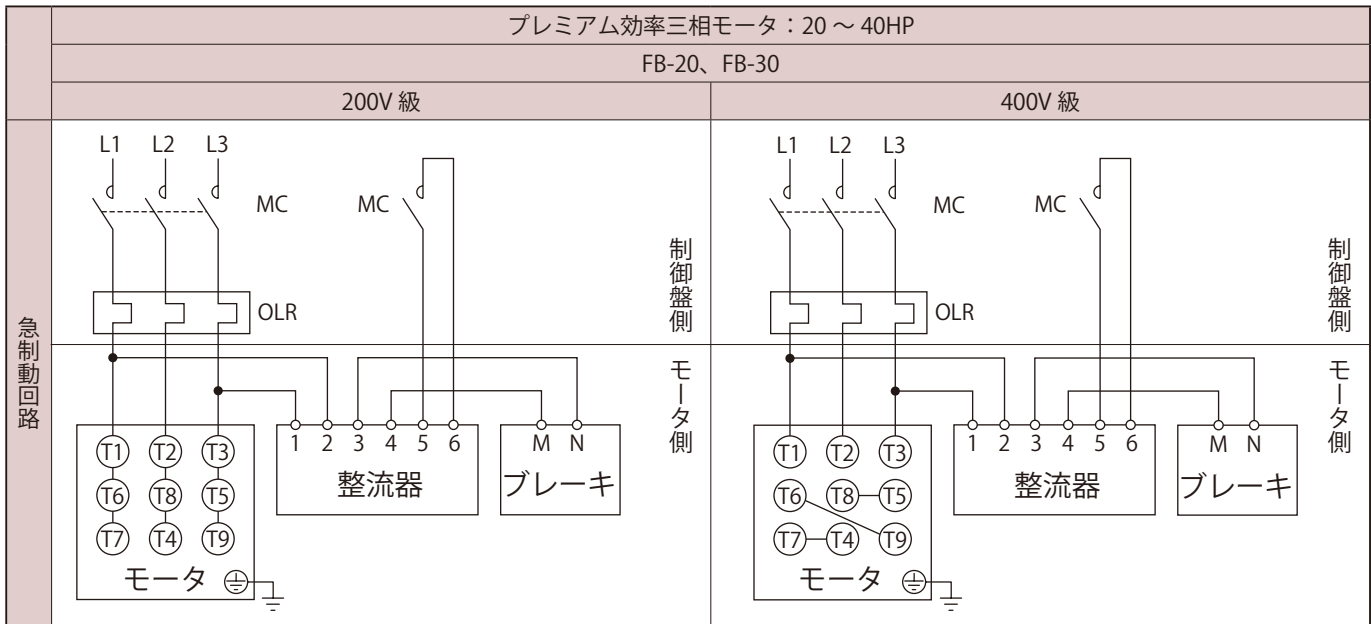 プレミアム効率三相モータ：20 ～ 40HP
FB-20、FB-30
200V 級
400V 級
急制動回路
L1 L2 L3
MC
MC
OLR
制御盤側
モータ側
T1 T2 T3
T6 T8 T5
T7 T4 T9
モータ
1 2 3 4 5 6
整流器
M N
ブレーキ
L1 L2 L3
MC
MC
OLR
制御盤側
モータ側
T1 T2 T3
T6 T8 T5
T7 T4 T9
モータ
1 2 3 4 5 6
整流器
M N
ブレーキ